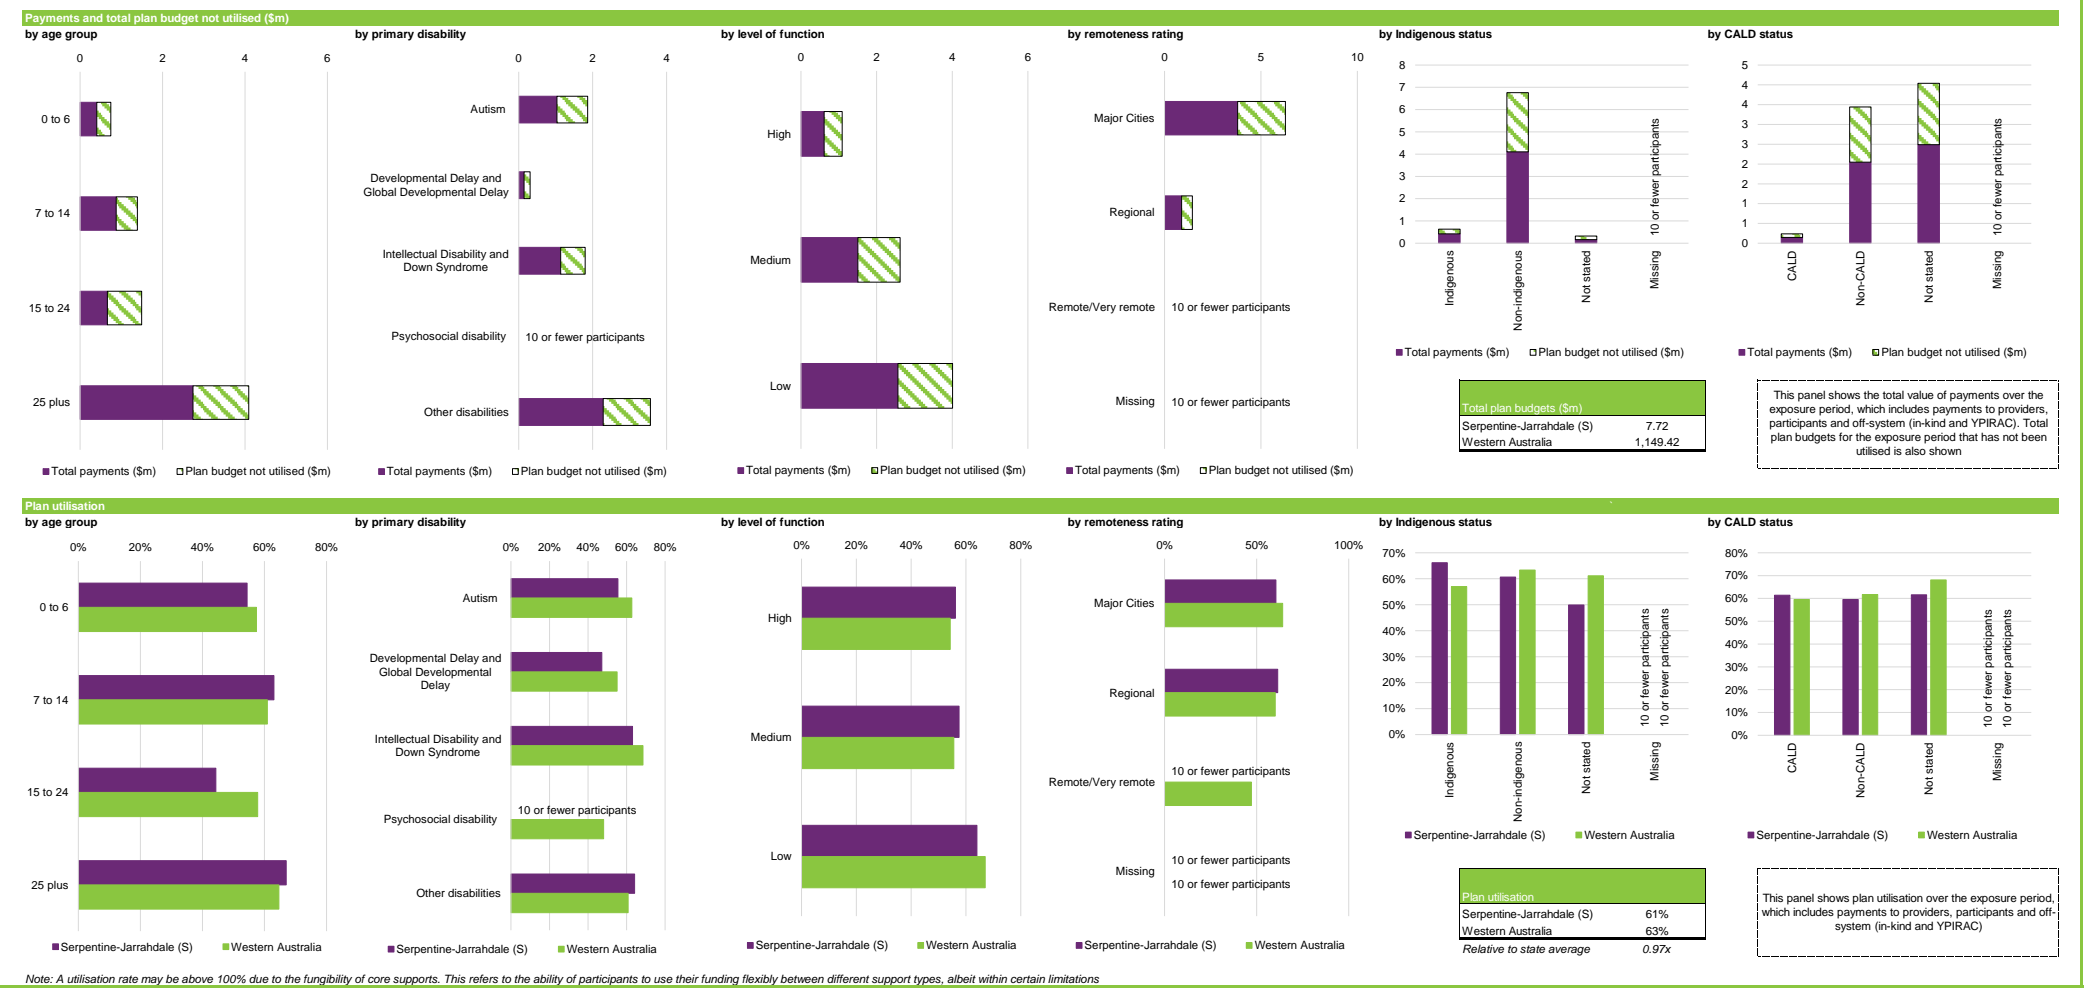 Payments and total plan budget not utilised ($m)
by age group
0 2 4 6
0 to 6
7 to 14
15 to 24
25 plus
Total payments ($m) Plan budget not utilised ($m)
by primary disability
0 2 4
Autism
Developmental Delay and
Global Developmental Delay
Intellectual Disability and
Down Syndrome
Psychosocial disability 10 or fewer participants
Other disabilities
Total payments ($m) Plan budget not utilised ($m)
by level of function
0 2 4 6
High
Medium
Low
Total payments ($m) Plan budget not utilised ($m)
by remoteness rating
0 5 10
Major Cities
Regional
Remote/Very remote 10 or fewer participants
Missing 10 or fewer participants
Total payments ($m) Plan budget not utilised ($m)
by Indigenous status
8
7
6
5
4
3
2
1
0
10 or fewer participants
Indigenous
Non-indigenous
Not stated
Missing
Total payments ($m) Plan budget not utilised ($m)
Total plan budgets ($m)
Serpentine-Jarrahdale (S) 7.72
Western Australia 1,149.42
by CALD status
5
4
4
3
3
2
2
1
1
0
10 or fewer participants
CALD
Non-CALD
Not stated
Missing
Total payments ($m) Plan budget not utilised ($m)
This panel shows the total value of payments over the
exposure period, which includes payments to providers,
participants and off-system (in-kind and YPIRAC). Total
plan budgets for the exposure period that has not been
utilised is also shown
Plan utilisation
by age group
0% 20% 40% 60% 80%
0 to 6
7 to 14
15 to 24
25 plus
Serpentine-Jarrahdale (S) Western Australia
by primary disability
0% 20% 40% 60% 80%
Autism
Developmental Delay and
Global Developmental
Delay
Intellectual Disability and
Down Syndrome
10 or fewer participants
Psychosocial disability
Other disabilities
Serpentine-Jarrahdale (S) Western Australia
by level of function
0% 20% 40% 60% 80%
High
Medium
Low
Serpentine-Jarrahdale (S) Western Australia
by remoteness rating
0% 50% 100%
Major Cities
Regional
10 or fewer participants
Remote/Very remote
10 or fewer participants
Missing
10 or fewer participants
Serpentine-Jarrahdale (S) Western Australia
by Indigenous status
70%
60%
50%
40%
30%
20%
10%
0%
10 or fewer participants
10 or fewer participants
Indigenous
Non-indigenous
Not stated
Missing
Serpentine-Jarrahdale (S) Western Australia
Plan utilisation
Serpentine-Jarrahdale (S) 61%
Western Australia 63%
Relative to state average 0.97x
by CALD status
80%
70%
60%
50%
40%
30%
20%
10%
0%
10 or fewer participants
10 or fewer participants
CALD
Non-CALD
Not stated
Missing
Serpentine-Jarrahdale (S) Western Australia
This panel shows plan utilisation over the exposure period,
which includes payments to providers, participants and off-
system (in-kind and YPIRAC)
Note: A utilisation rate may be above 100% due to the fungibility of core supports. This refers to the ability of participants to use their funding flexibly between different support types, albeit within certain limitations